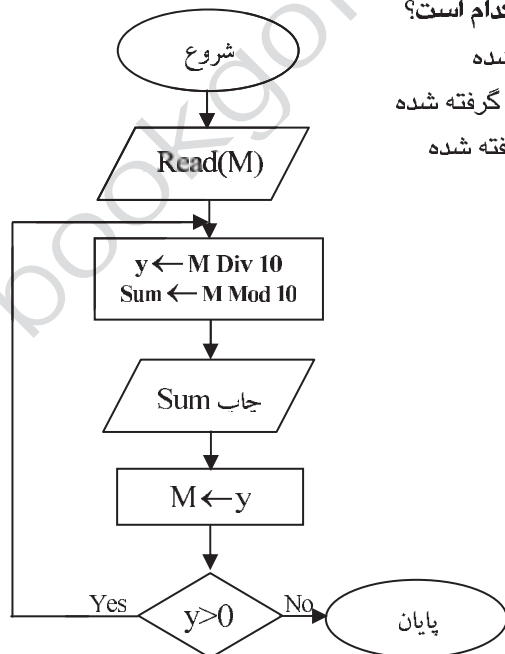 کدام است؟
شده
گرفته شده
فته شده
شروع
Read(M)
y ← M Div 10
Sum ← M Mod 10
چاپ Sum
M ← y
y>0
Yes
No
پایان